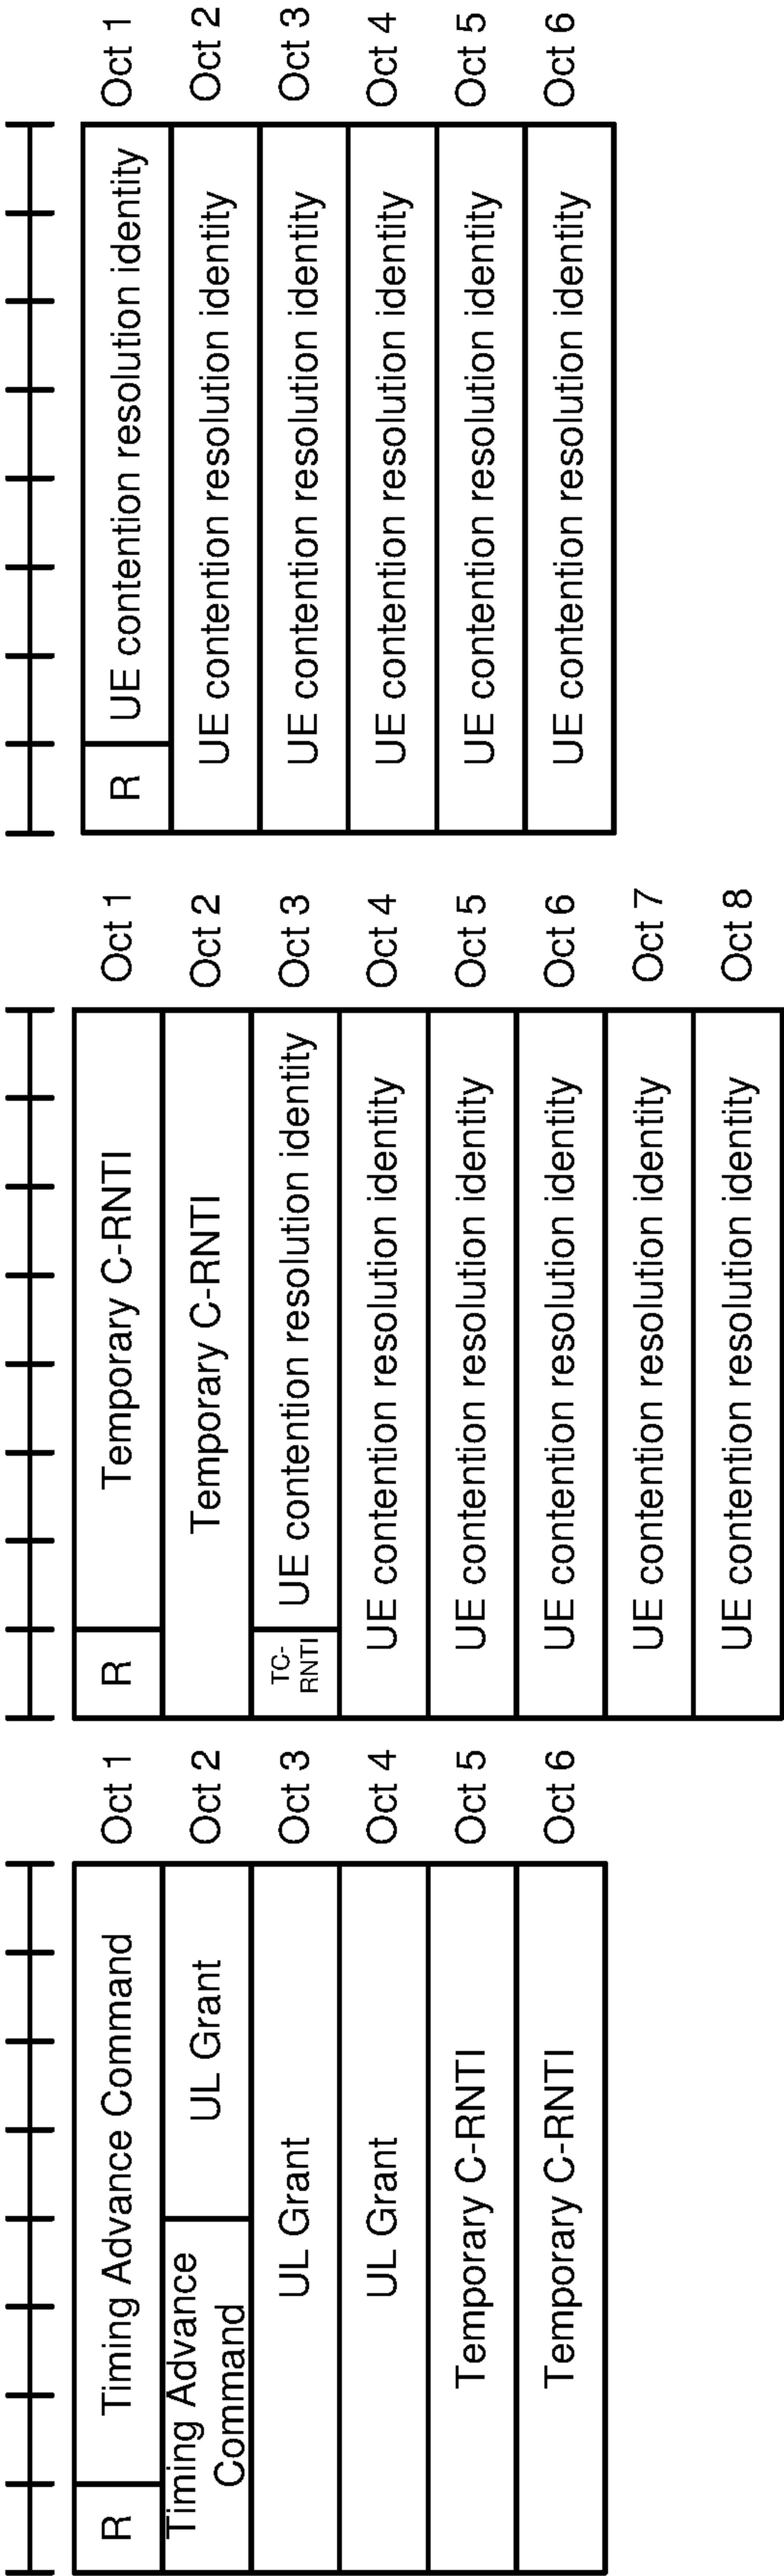 R
Timing Advance Command
Oct 1
Timing Advance
Command
UL Grant
Oct 2
UL Grant
Oct 3
UL Grant
Oct 4
Temporary C-RNTI
Oct 5
Temporary C-RNTI
Oct 6
R
Temporary C-RNTI
Oct 1
Temporary C-RNTI
Oct 2
TC-
RNTI
UE contention resolution identity
Oct 3
UE contention resolution identity
Oct 4
UE contention resolution identity
Oct 5
UE contention resolution identity
Oct 6
UE contention resolution identity
Oct 7
UE contention resolution identity
Oct 8
R
UE contention resolution identity
Oct 1
UE contention resolution identity
Oct 2
UE contention resolution identity
Oct 3
UE contention resolution identity
Oct 4
UE contention resolution identity
Oct 5
UE contention resolution identity
Oct 6